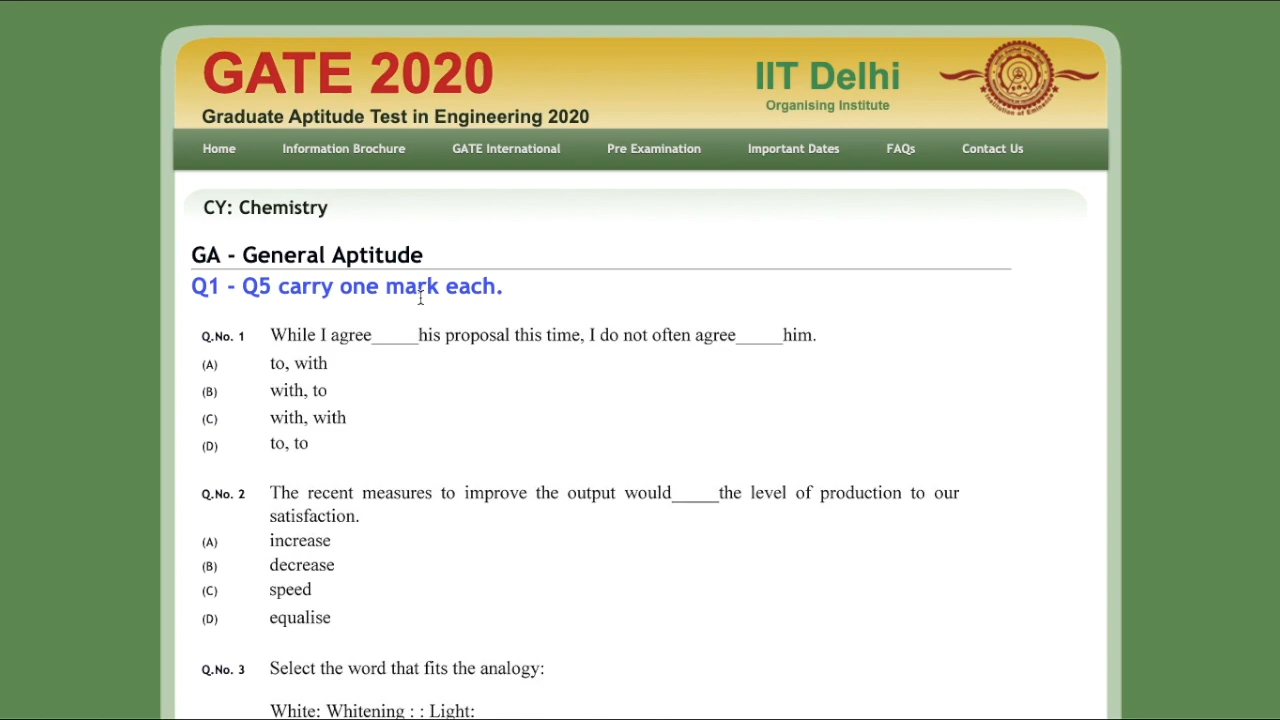 GATE 2020
Graduate Aptitude Test in Engineering 2020
IIT Delhi
Organising Institute
Home Information Brochure GATE International Pre Examination Important Dates FAQs Contact Us
CY: Chemistry
GA - General Aptitude
Q1 - Q5 carry one mark each.
Q.No. 1 While I agree_____his proposal this time, I do not often agree_____him.
(A) to, with
(B) with, to
(C) with, with
(D) to, to
Q.No. 2 The recent measures to improve the output would_____the level of production to our
satisfaction.
(A) increase
(B) decrease
(C) speed
(D) equalise
Q.No. 3 Select the word that fits the analogy:
White: Whitening : : Light: